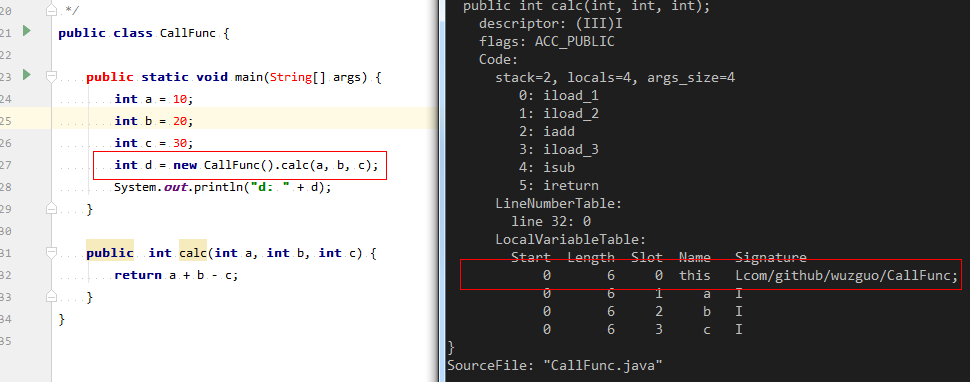 20 */
21 public class CallFunc {
22
23 public static void main(String[] args) {
24 int a = 10;
25 int b = 20;
26 int c = 30;
27 int d = new CallFunc().calc(a, b, c);
28 System.out.println("d: " + d);
29 }
30
31 public  int calc(int a, int b, int c) {
32 return a + b - c;
33 }
34 }
35
public int calc(int, int, int);
descriptor: (III)I
flags: ACC_PUBLIC
Code:
stack=2, locals=4, args_size=4
0: iload_1
1: iload_2
2: iadd
3: iload_3
4: isub
5: ireturn
LineNumberTable:
line 32: 0
LocalVariableTable:
Start  Length  Slot  Name   Signature
0       6     0  this   Lcom/github/wuzguo/CallFunc;
0       6     1     a   I
0       6     2     b   I
0       6     3     c   I
}
SourceFile: "CallFunc.java"